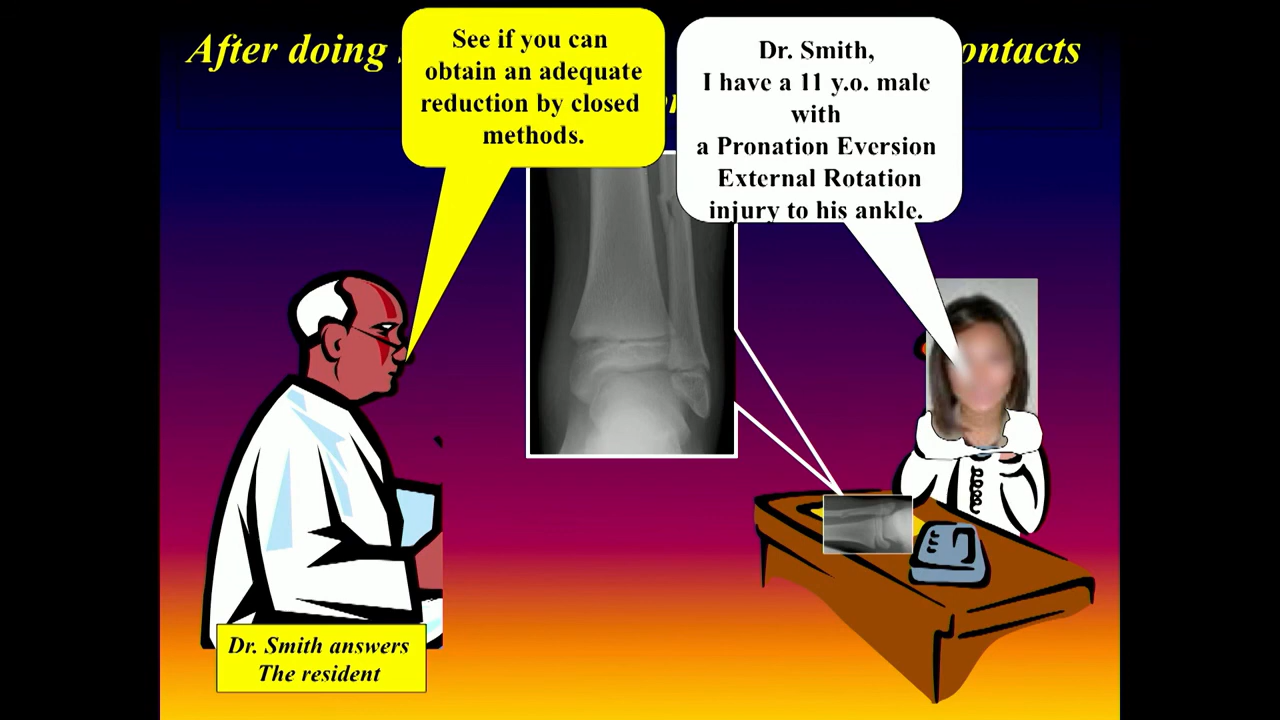 After doing
ontacts
See if you can
obtain an adequate
reduction by closed
methods.
Dr. Smith,
I have a 11 y.o. male
with
a Pronation Eversion
External Rotation
injury to his ankle.
Dr. Smith answers
The resident